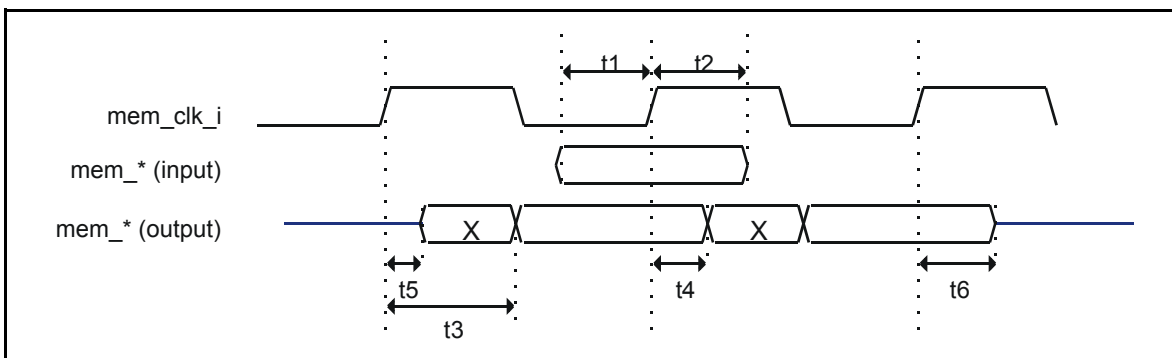 t1 t2
mem_clk_i
mem_* (input)
mem_* (output)
X X
t5 t4 t6
t3